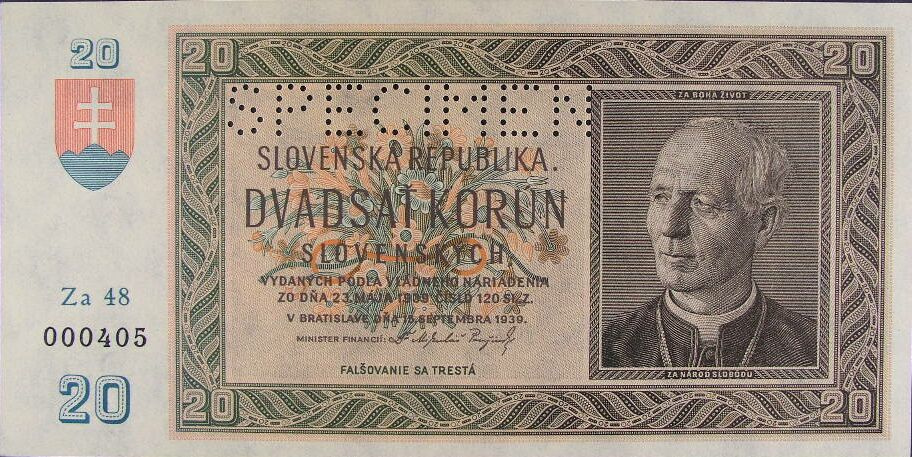 20
20
20
SPECIMEN
ZA BOHA ŽIVOT
SLOVENSKÁ REPUBLIKA.
DVADSAŤ KORÚN
SLOVENSKÝCH,
VYDANÝCH PODĽA VLÁDNEHO NARIADENIA
ZO DŇA 23. MÁJA 1939, ČÍSLO 120 SL. Z.
V BRATISLAVE DŇA 15. SEPTEMBRA 1939.
MINISTER FINANCIÍ:
FALŠOVANIE SA TRESTÁ
Za 48
000405
ZA NÁROD SLOBODU
20
20
20